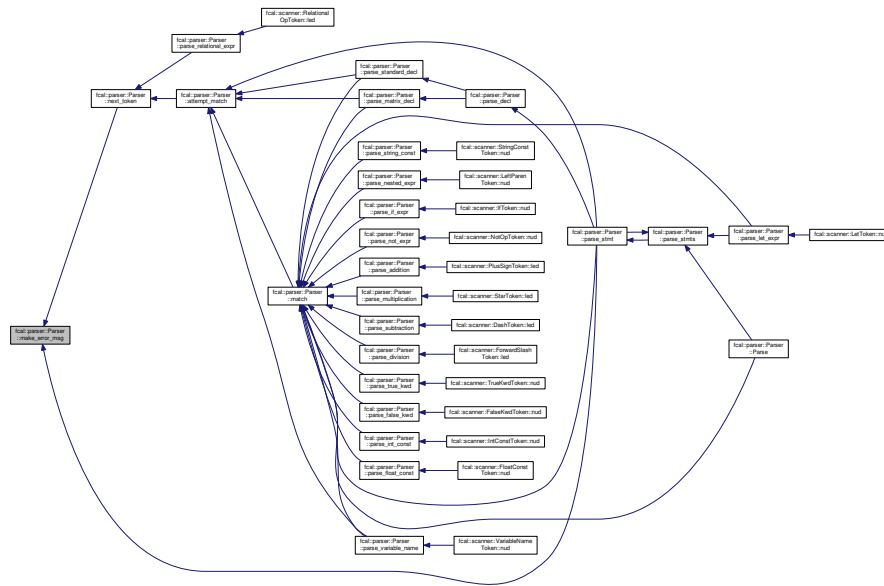 fcal::scanner::Relational
OpToken::led
fcal::parser::Parser
::parse_relational_expr
fcal::parser::Parser
::parse_standard_decl
fcal::parser::Parser
::next_token
fcal::parser::Parser
::attempt_match
fcal::parser::Parser
::parse_matrix_decl
fcal::parser::Parser
::parse_decl
fcal::parser::Parser
::parse_string_const
fcal::scanner::StringConst
Token::nud
fcal::parser::Parser
::parse_nested_expr
fcal::scanner::LeftParen
Token::nud
fcal::parser::Parser
::parse_if_expr
fcal::scanner::IfToken::nud
fcal::parser::Parser
::parse_not_expr
fcal::scanner::NotOpToken::nud
fcal::parser::Parser
::parse_stmt
fcal::parser::Parser
::parse_stmts
fcal::parser::Parser
::parse_let_expr
fcal::scanner::LetToken::nu
fcal::parser::Parser
::parse_addition
fcal::scanner::PlusSignToken::led
fcal::parser::Parser
::match
fcal::parser::Parser
::parse_multiplication
fcal::scanner::StarToken::led
fcal::parser::Parser
::parse_subtraction
fcal::scanner::DashToken::led
fcal::parser::Parser
::make_error_msg
fcal::parser::Parser
::parse_division
fcal::scanner::ForwardSlash
Token::led
fcal::parser::Parser
::Parse
fcal::parser::Parser
::parse_true_kwd
fcal::scanner::TrueKwdToken::nud
fcal::parser::Parser
::parse_false_kwd
fcal::scanner::FalseKwdToken::nud
fcal::parser::Parser
::parse_int_const
fcal::scanner::IntConstToken::nud
fcal::parser::Parser
::parse_float_const
fcal::scanner::FloatConst
Token::nud
fcal::parser::Parser
::parse_variable_name
fcal::scanner::VariableName
Token::nud